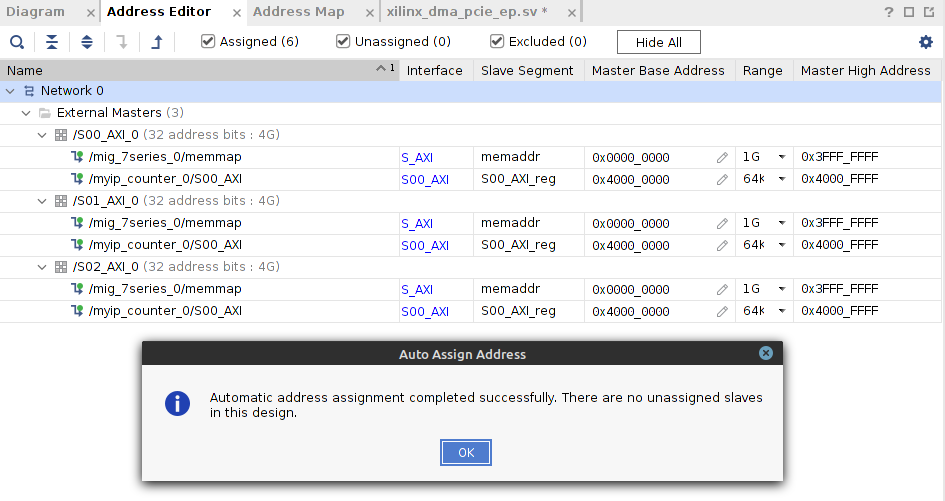 Diagram Address Editor Address Map xilinx_dma_pcie_ep.sv *
Assigned (6) Unassigned (0) Excluded (0) Hide All
Name 1 Interface Slave Segment Master Base Address Range Master High Address
Network 0
External Masters (3)
/S00_AXI_0 (32 address bits : 4G)
/mig_7series_0/memmap S_AXI memaddr 0x0000_0000 1G 0x3FFF_FFFF
/myip_counter_0/S00_AXI S00_AXI S00_AXI_reg 0x4000_0000 64K 0x4000_FFFF
/S01_AXI_0 (32 address bits : 4G)
/mig_7series_0/memmap S_AXI memaddr 0x0000_0000 1G 0x3FFF_FFFF
/myip_counter_0/S00_AXI S00_AXI S00_AXI_reg 0x4000_0000 64K 0x4000_FFFF
/S02_AXI_0 (32 address bits : 4G)
/mig_7series_0/memmap S_AXI memaddr 0x0000_0000 1G 0x3FFF_FFFF
/myip_counter_0/S00_AXI S00_AXI S00_AXI_reg 0x4000_0000 64K 0x4000_FFFF
Auto Assign Address
Automatic address assignment completed successfully. There are no unassigned slaves
in this design.
OK